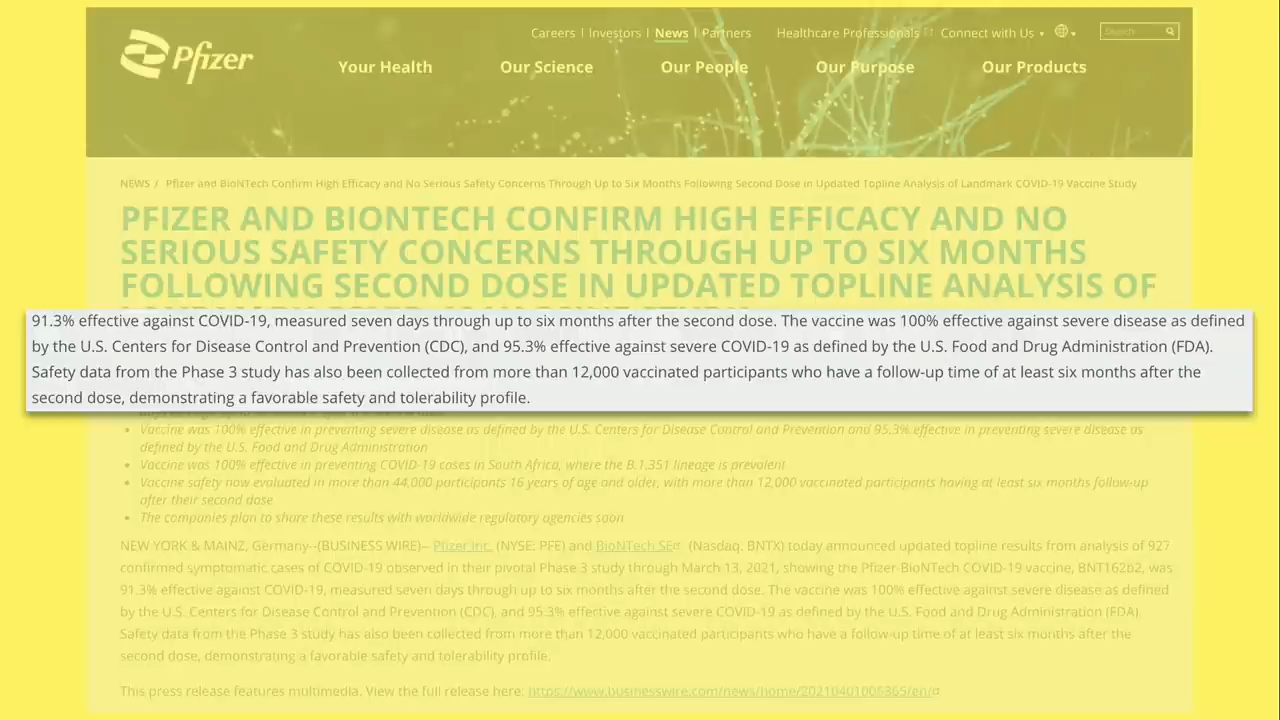 Careers | Investors | News | Partners Healthcare Professionals Connect with Us Search
Pfizer
Your Health Our Science Our People Our Purpose Our Products
NEWS / Pfizer and BioNTech Confirm High Efficacy and No Serious Safety Concerns Through Up to Six Months Following Second Dose in Updated Topline Analysis of Landmark COVID-19 Vaccine Study
PFIZER AND BIONTECH CONFIRM HIGH EFFICACY AND NO
SERIOUS SAFETY CONCERNS THROUGH UP TO SIX MONTHS
FOLLOWING SECOND DOSE IN UPDATED TOPLINE ANALYSIS OF
91.3% effective against COVID-19, measured seven days through up to six months after the second dose. The vaccine was 100% effective against severe disease as defined
by the U.S. Centers for Disease Control and Prevention (CDC), and 95.3% effective against severe COVID-19 as defined by the U.S. Food and Drug Administration (FDA).
Safety data from the Phase 3 study has also been collected from more than 12,000 vaccinated participants who have a follow-up time of at least six months after the
second dose, demonstrating a favorable safety and tolerability profile.
• Vaccine was 100% effective in preventing severe disease as defined by the U.S. Centers for Disease Control and Prevention and 95.3% effective in preventing severe disease as
defined by the U.S. Food and Drug Administration
• Vaccine was 100% effective in preventing COVID-19 cases in South Africa, where the B.1.351 lineage is prevalent
• Vaccine safety now evaluated in more than 44,000 participants 16 years of age and older, with more than 12,000 vaccinated participants having at least six months follow-up
after their second dose
• The companies plan to share these results with worldwide regulatory agencies soon
NEW YORK & MAINZ, Germany--(BUSINESS WIRE)-- Pfizer Inc. (NYSE: PFE) and BioNTech SE (Nasdaq: BNTX) today announced updated topline results from analysis of 927
confirmed symptomatic cases of COVID-19 observed in their pivotal Phase 3 study through March 13, 2021, showing the Pfizer-BioNTech COVID-19 vaccine, BNT162b2, was
91.3% effective against COVID-19, measured seven days through up to six months after the second dose. The vaccine was 100% effective against severe disease as defined
by the U.S. Centers for Disease Control and Prevention (CDC), and 95.3% effective against severe COVID-19 as defined by the U.S. Food and Drug Administration (FDA).
Safety data from the Phase 3 study has also been collected from more than 12,000 vaccinated participants who have a follow-up time of at least six months after the
second dose, demonstrating a favorable safety and tolerability profile.
This press release features multimedia. View the full release here: https://www.businesswire.com/news/home/20210401005365/en/